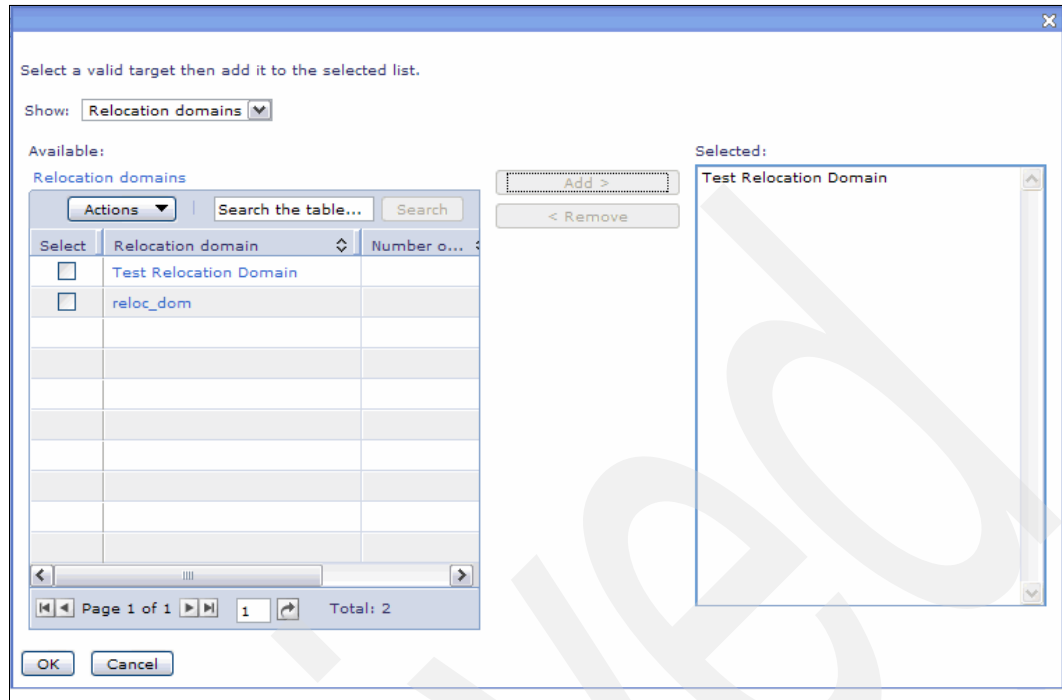 Select a valid target then add it to the selected list.
Show: Relocation domains
Available:
Relocation domains
Actions Search the table... Search
Select Relocation domain Number o...
Test Relocation Domain
reloc_dom
Page 1 of 1 1 Total: 2
Add >
< Remove
Selected:
Test Relocation Domain
OK Cancel